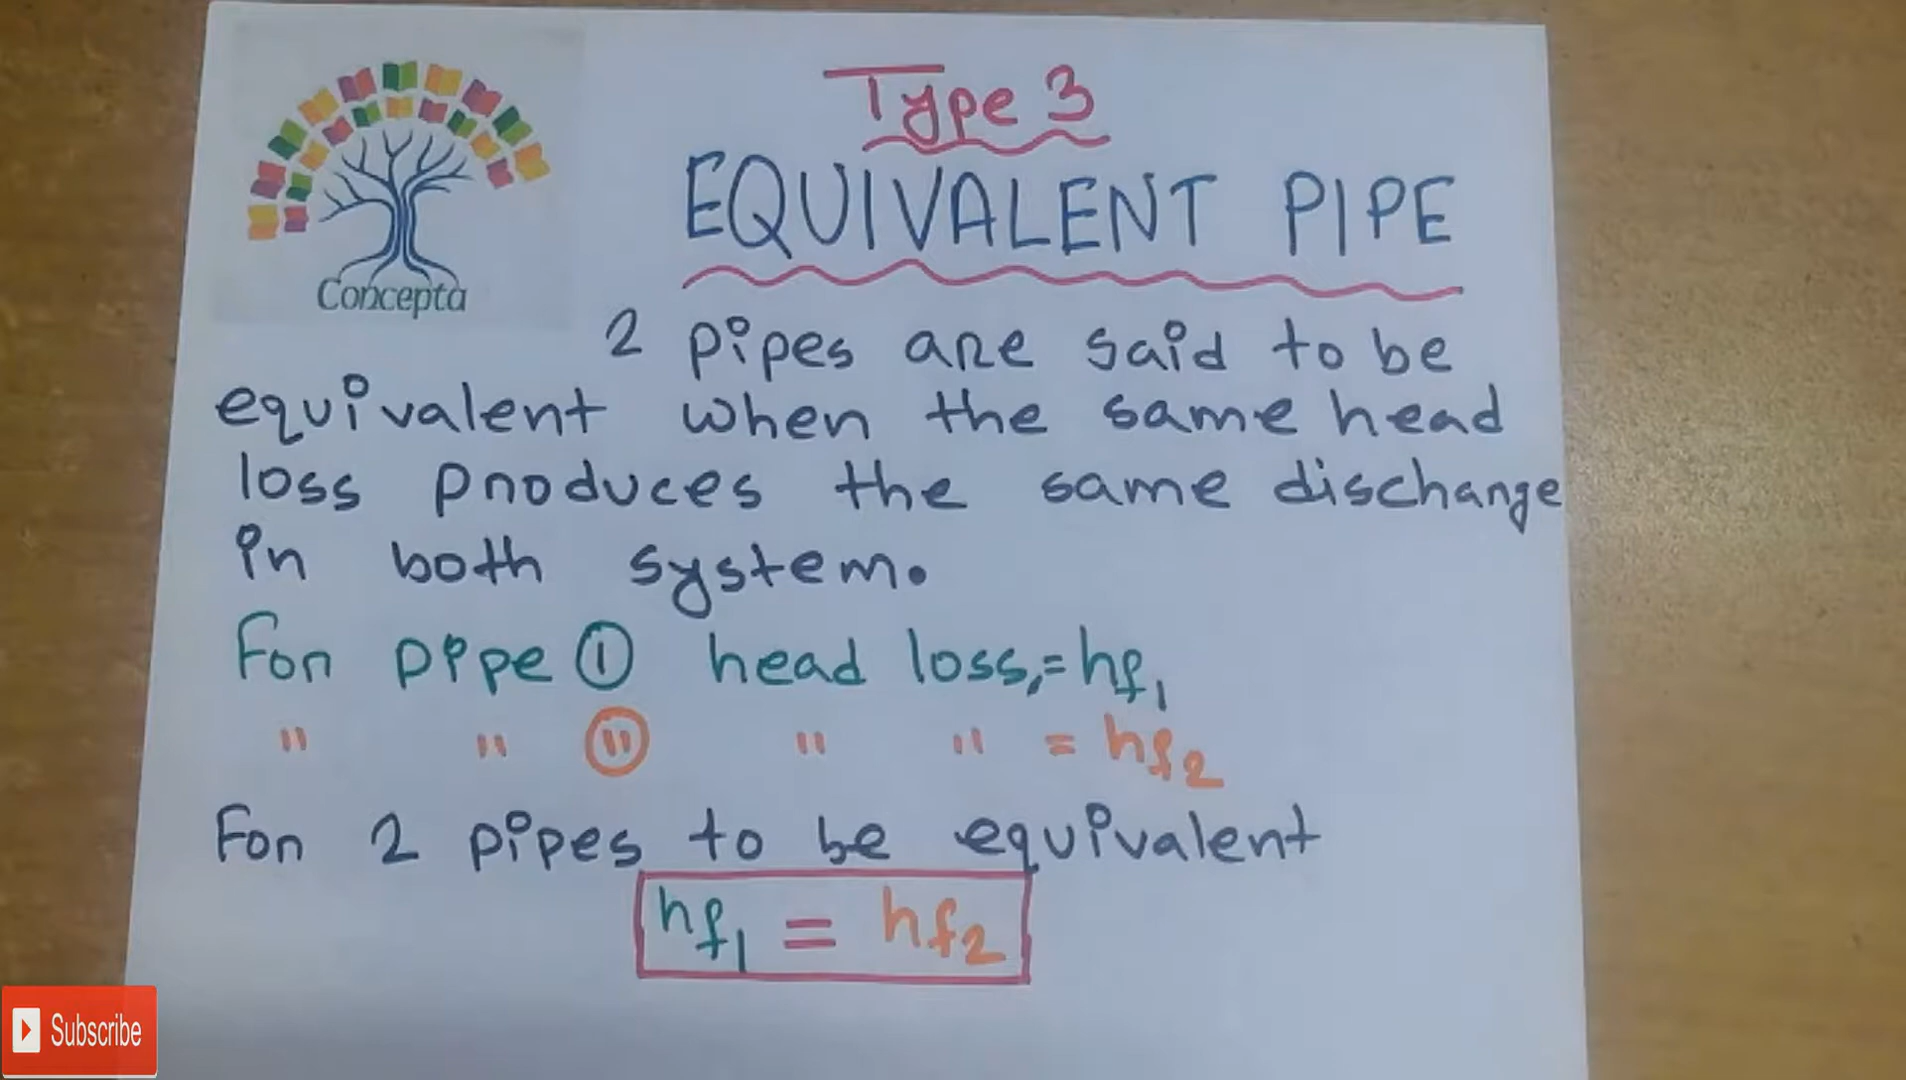 Type 3
EQUIVALENT PIPE
Concepta
2 pipes are said to be
equivalent when the same head
loss produces the same discharge
in both system.
For pipe ① head loss,= hf₁
" " ⑪ " " = hf₂
For 2 pipes to be equivalent
hf₁ = hf₂
Subscribe